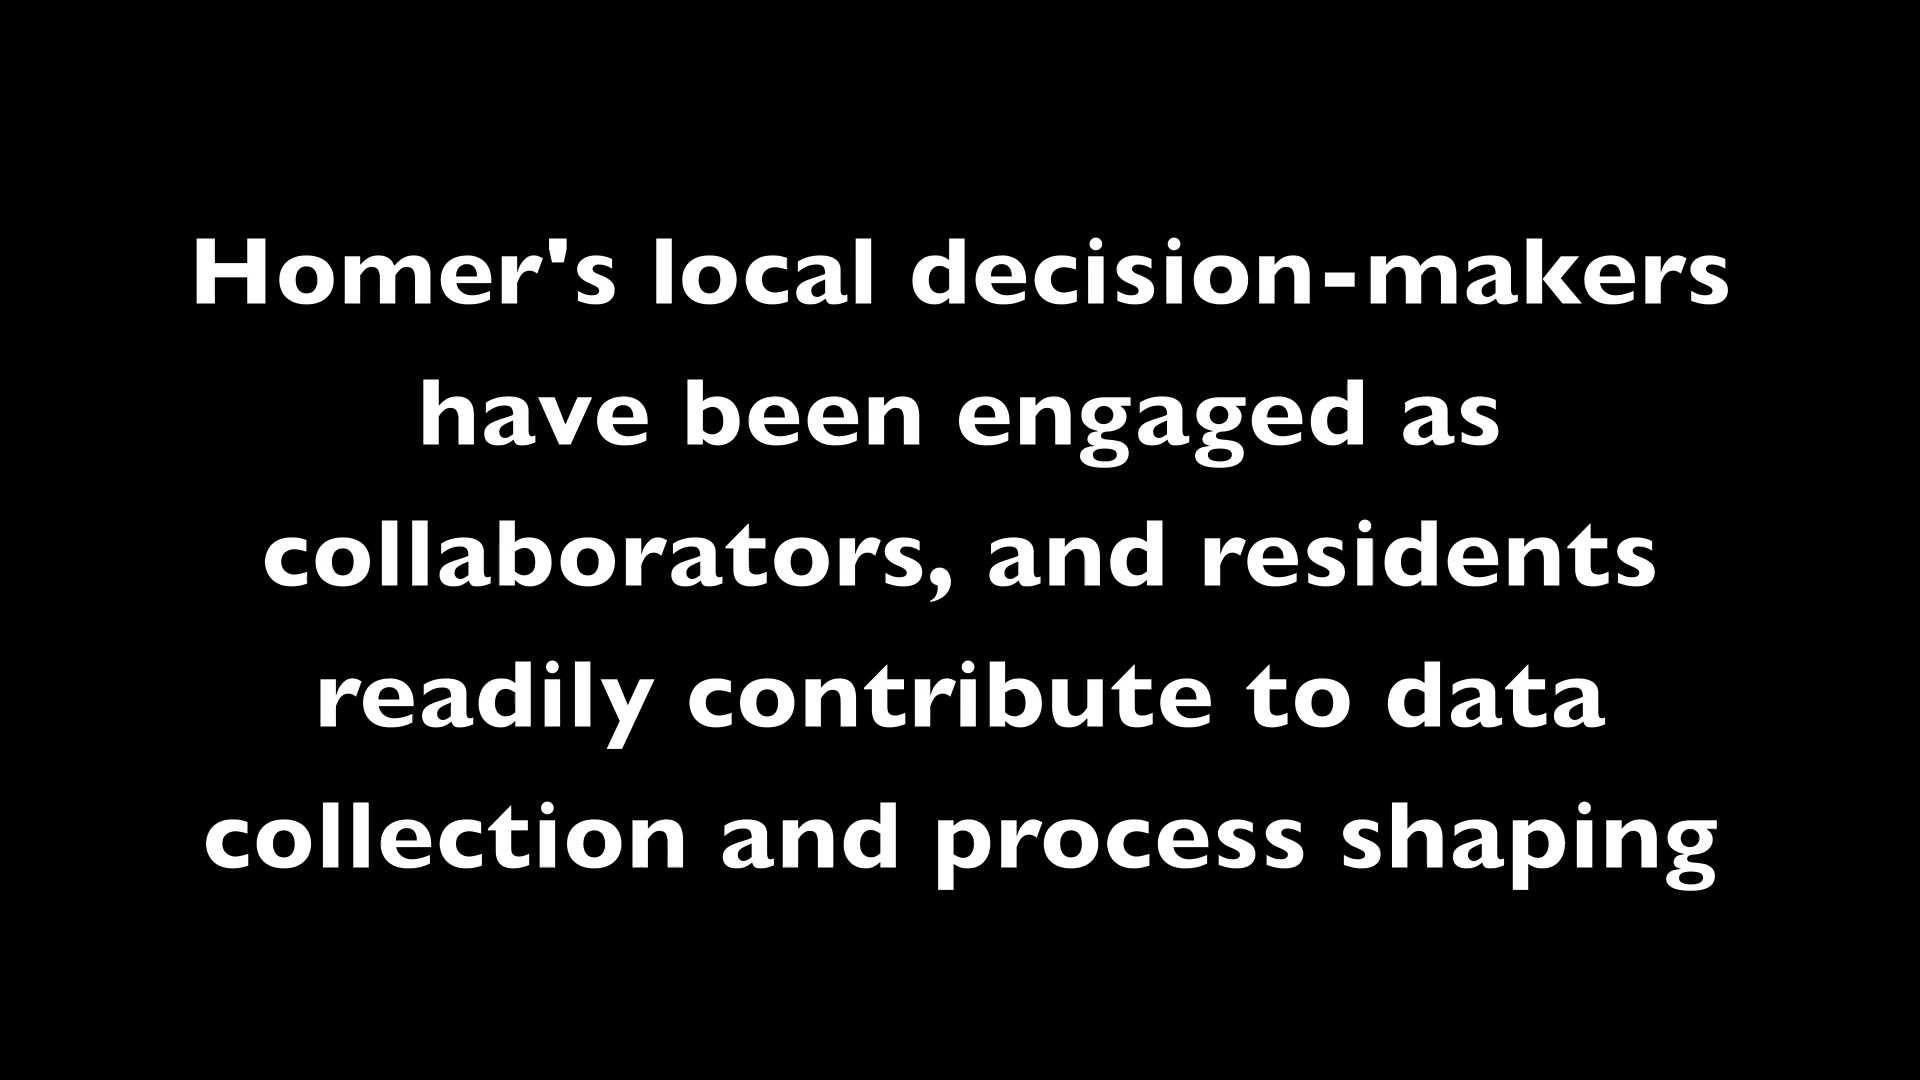 Homer's local decision-makers
have been engaged as
collaborators, and residents
readily contribute to data
collection and process shaping